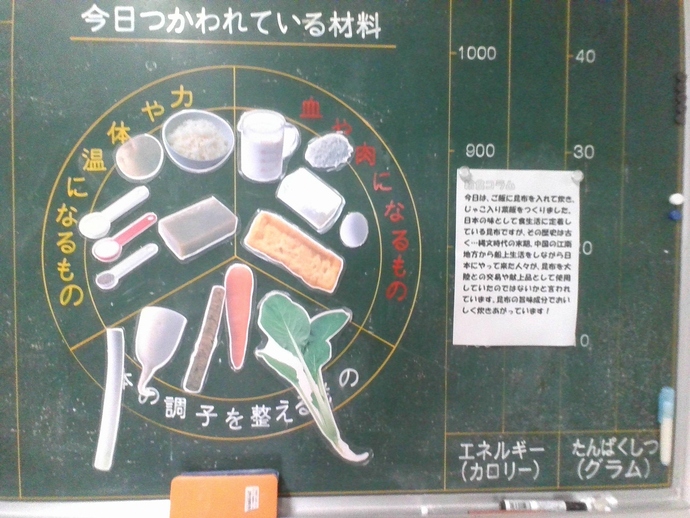 今日つかわれている材料
力や体温になるもの
血や肉になるもの
の調子を整える
の
1000
900
40
30
0
0
エネルギー
(カロリー)
たんぱくしつ
(グラム)
コラム
今日は、ご飯に昆布を入れて炊き、
じゃこ入り菜飯をつくりました。
日本の味として食生活に定着し
ている昆布ですが、その歴史は古
く…縄文時代の末期、中国の江南
地方から船上生活をしながら日
本にやって来た人々が、昆布を大
陸との交易や献上品として使用
していたのではないかと言われ
ています。昆布の旨味成分でおい
しく炊きあがっています！